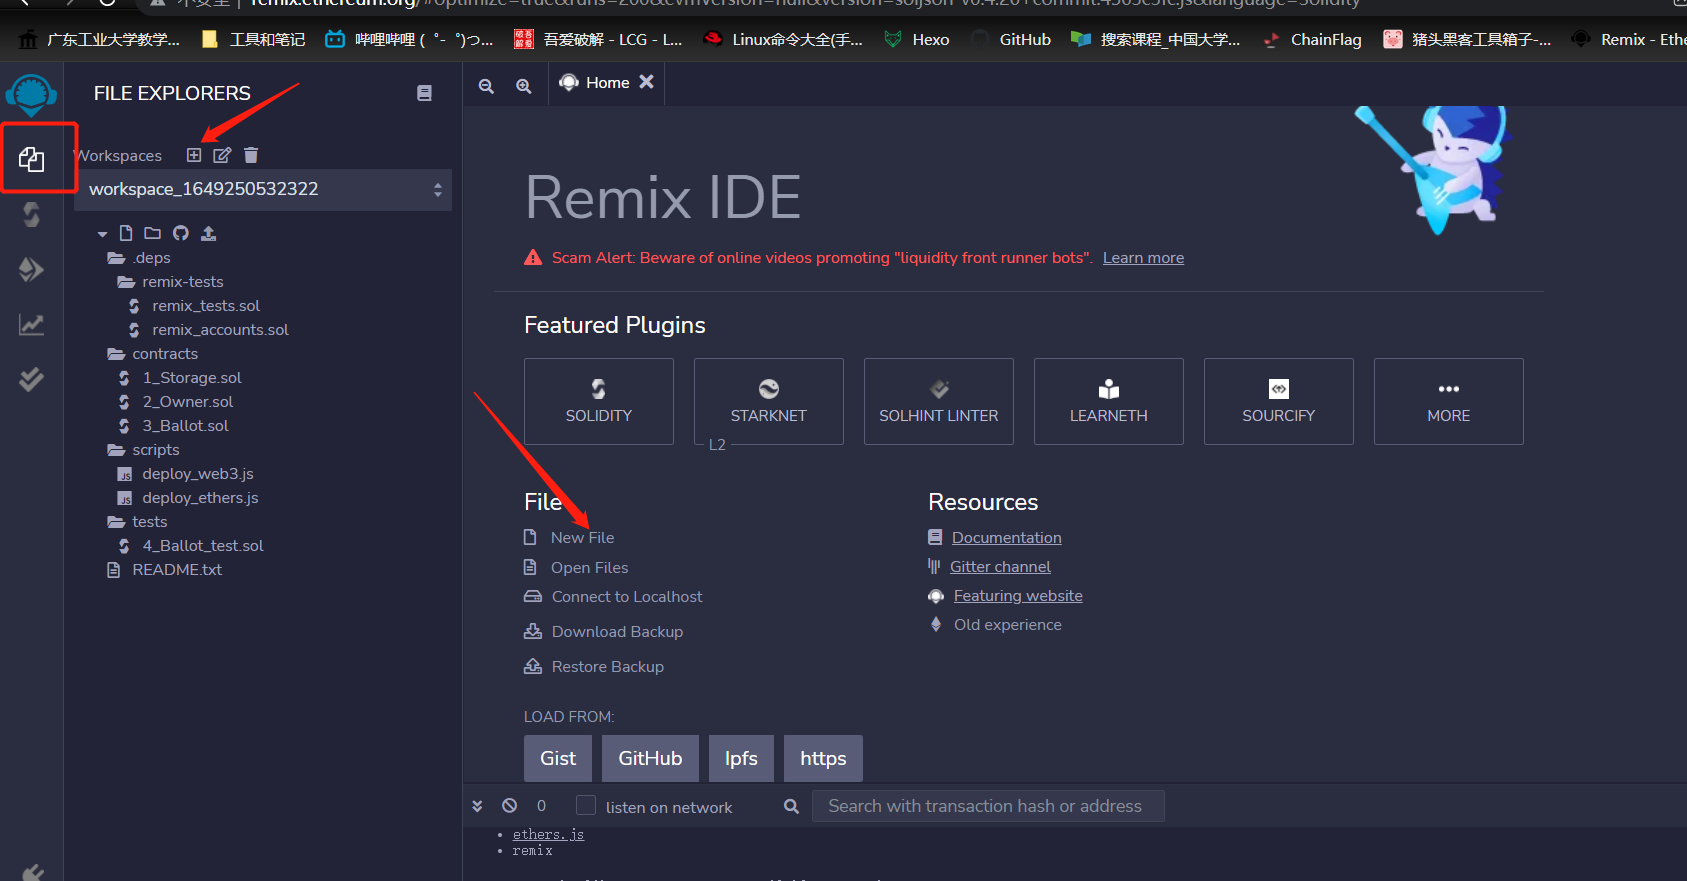 广东工业大学教学... 工具和笔记 哔哩哔哩 (゜-゜)つ... 吾爱破解 - LCG - L... Linux命令大全(手... Hexo GitHub 搜索课程_中国大学... ChainFlag 猪头黑客工具箱子-... Remix - Ethe
FILE EXPLORERS
Workspaces
workspace_1649250532322
.deps
remix-tests
remix_tests.sol
remix_accounts.sol
contracts
1_Storage.sol
2_Owner.sol
3_Ballot.sol
scripts
JS deploy_web3.js
JS deploy_ethers.js
tests
4_Ballot_test.sol
README.txt
Home
Remix IDE
Scam Alert: Beware of online videos promoting "liquidity front runner bots". Learn more
Featured Plugins
SOLIDITY
STARKNET
L2
SOLHINT LINTER
LEARNETH
SOURCIFY
MORE
File
New File
Open Files
Connect to Localhost
Download Backup
Restore Backup
Resources
Documentation
Gitter channel
Featuring website
Old experience
LOAD FROM:
Gist GitHub Ipfs https
0 listen on network Search with transaction hash or address
ethers.js
remix